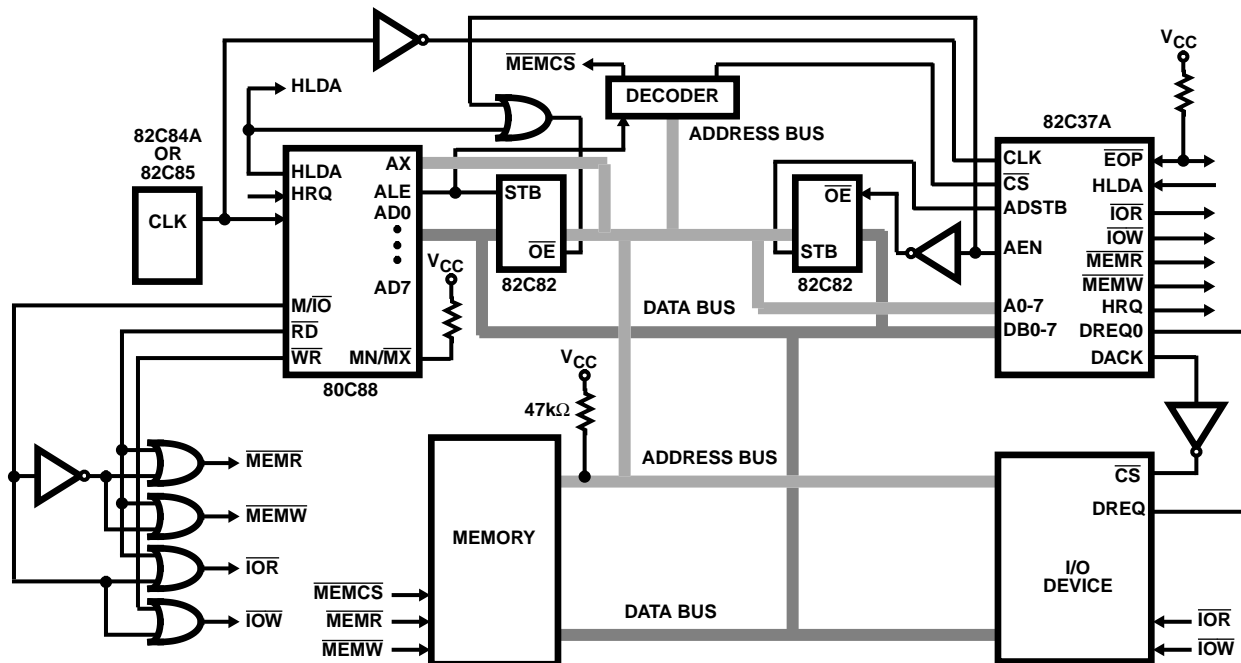 V̅CC
MEMCS
HLDA
DECODER
82C84A
OR
82C85
CLK
HLDA
HRQ
M/IO
RD
WR
AX
ALE
AD0
AD7
VCC
MN/MX
80C88
STB
OE
82C82
ADDRESS BUS
DATA BUS
OE
STB
82C82
82C37A
CLK
CS
ADSTB
AEN
A0-7
DB0-7
EOP
HLDA
IOR
IOW
MEMR
MEMW
HRQ
DREQ0
DACK
MEMR
MEMW
IOR
IOW
VCC
47kΩ
MEMORY
MEMCS
MEMR
MEMW
ADDRESS BUS
DATA BUS
CS
DREQ
I/O
DEVICE
IOR
IOW